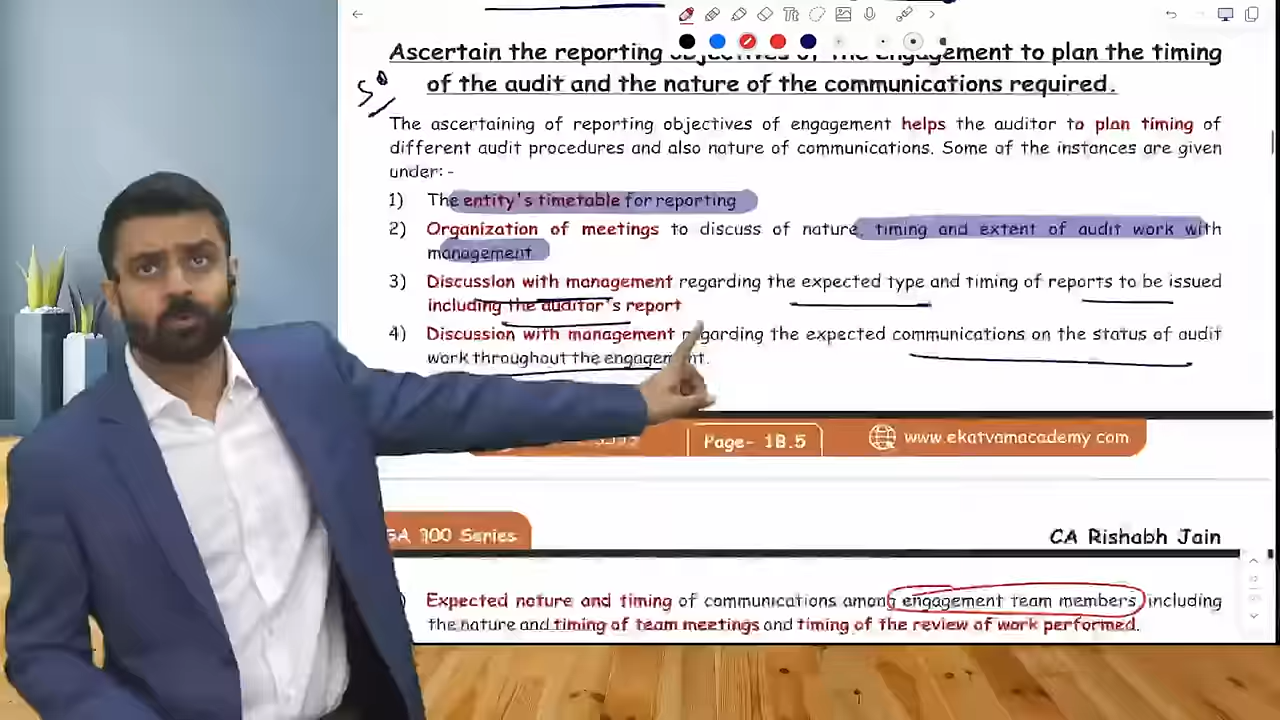 Ascertain the reporting objectives of the engagement to plan the timing
of the audit and the nature of the communications required.
The ascertaining of reporting objectives of engagement helps the auditor to plan timing of
different audit procedures and also nature of communications. Some of the instances are given
under: -
1) The entity's timetable for reporting
2) Organization of meetings to discuss of nature, timing and extent of audit work with
management
3) Discussion with management regarding the expected type and timing of reports to be issued
including the auditor's report
4) Discussion with management regarding the expected communications on the status of audit
work throughout the engagement.
Page- 1B.5
www.ekatvamacademy com
SA 300 Series
CA Rishabh Jain
Expected nature and timing of communications among engagement team members including
the nature and timing of team meetings and timing of the review of work performed.